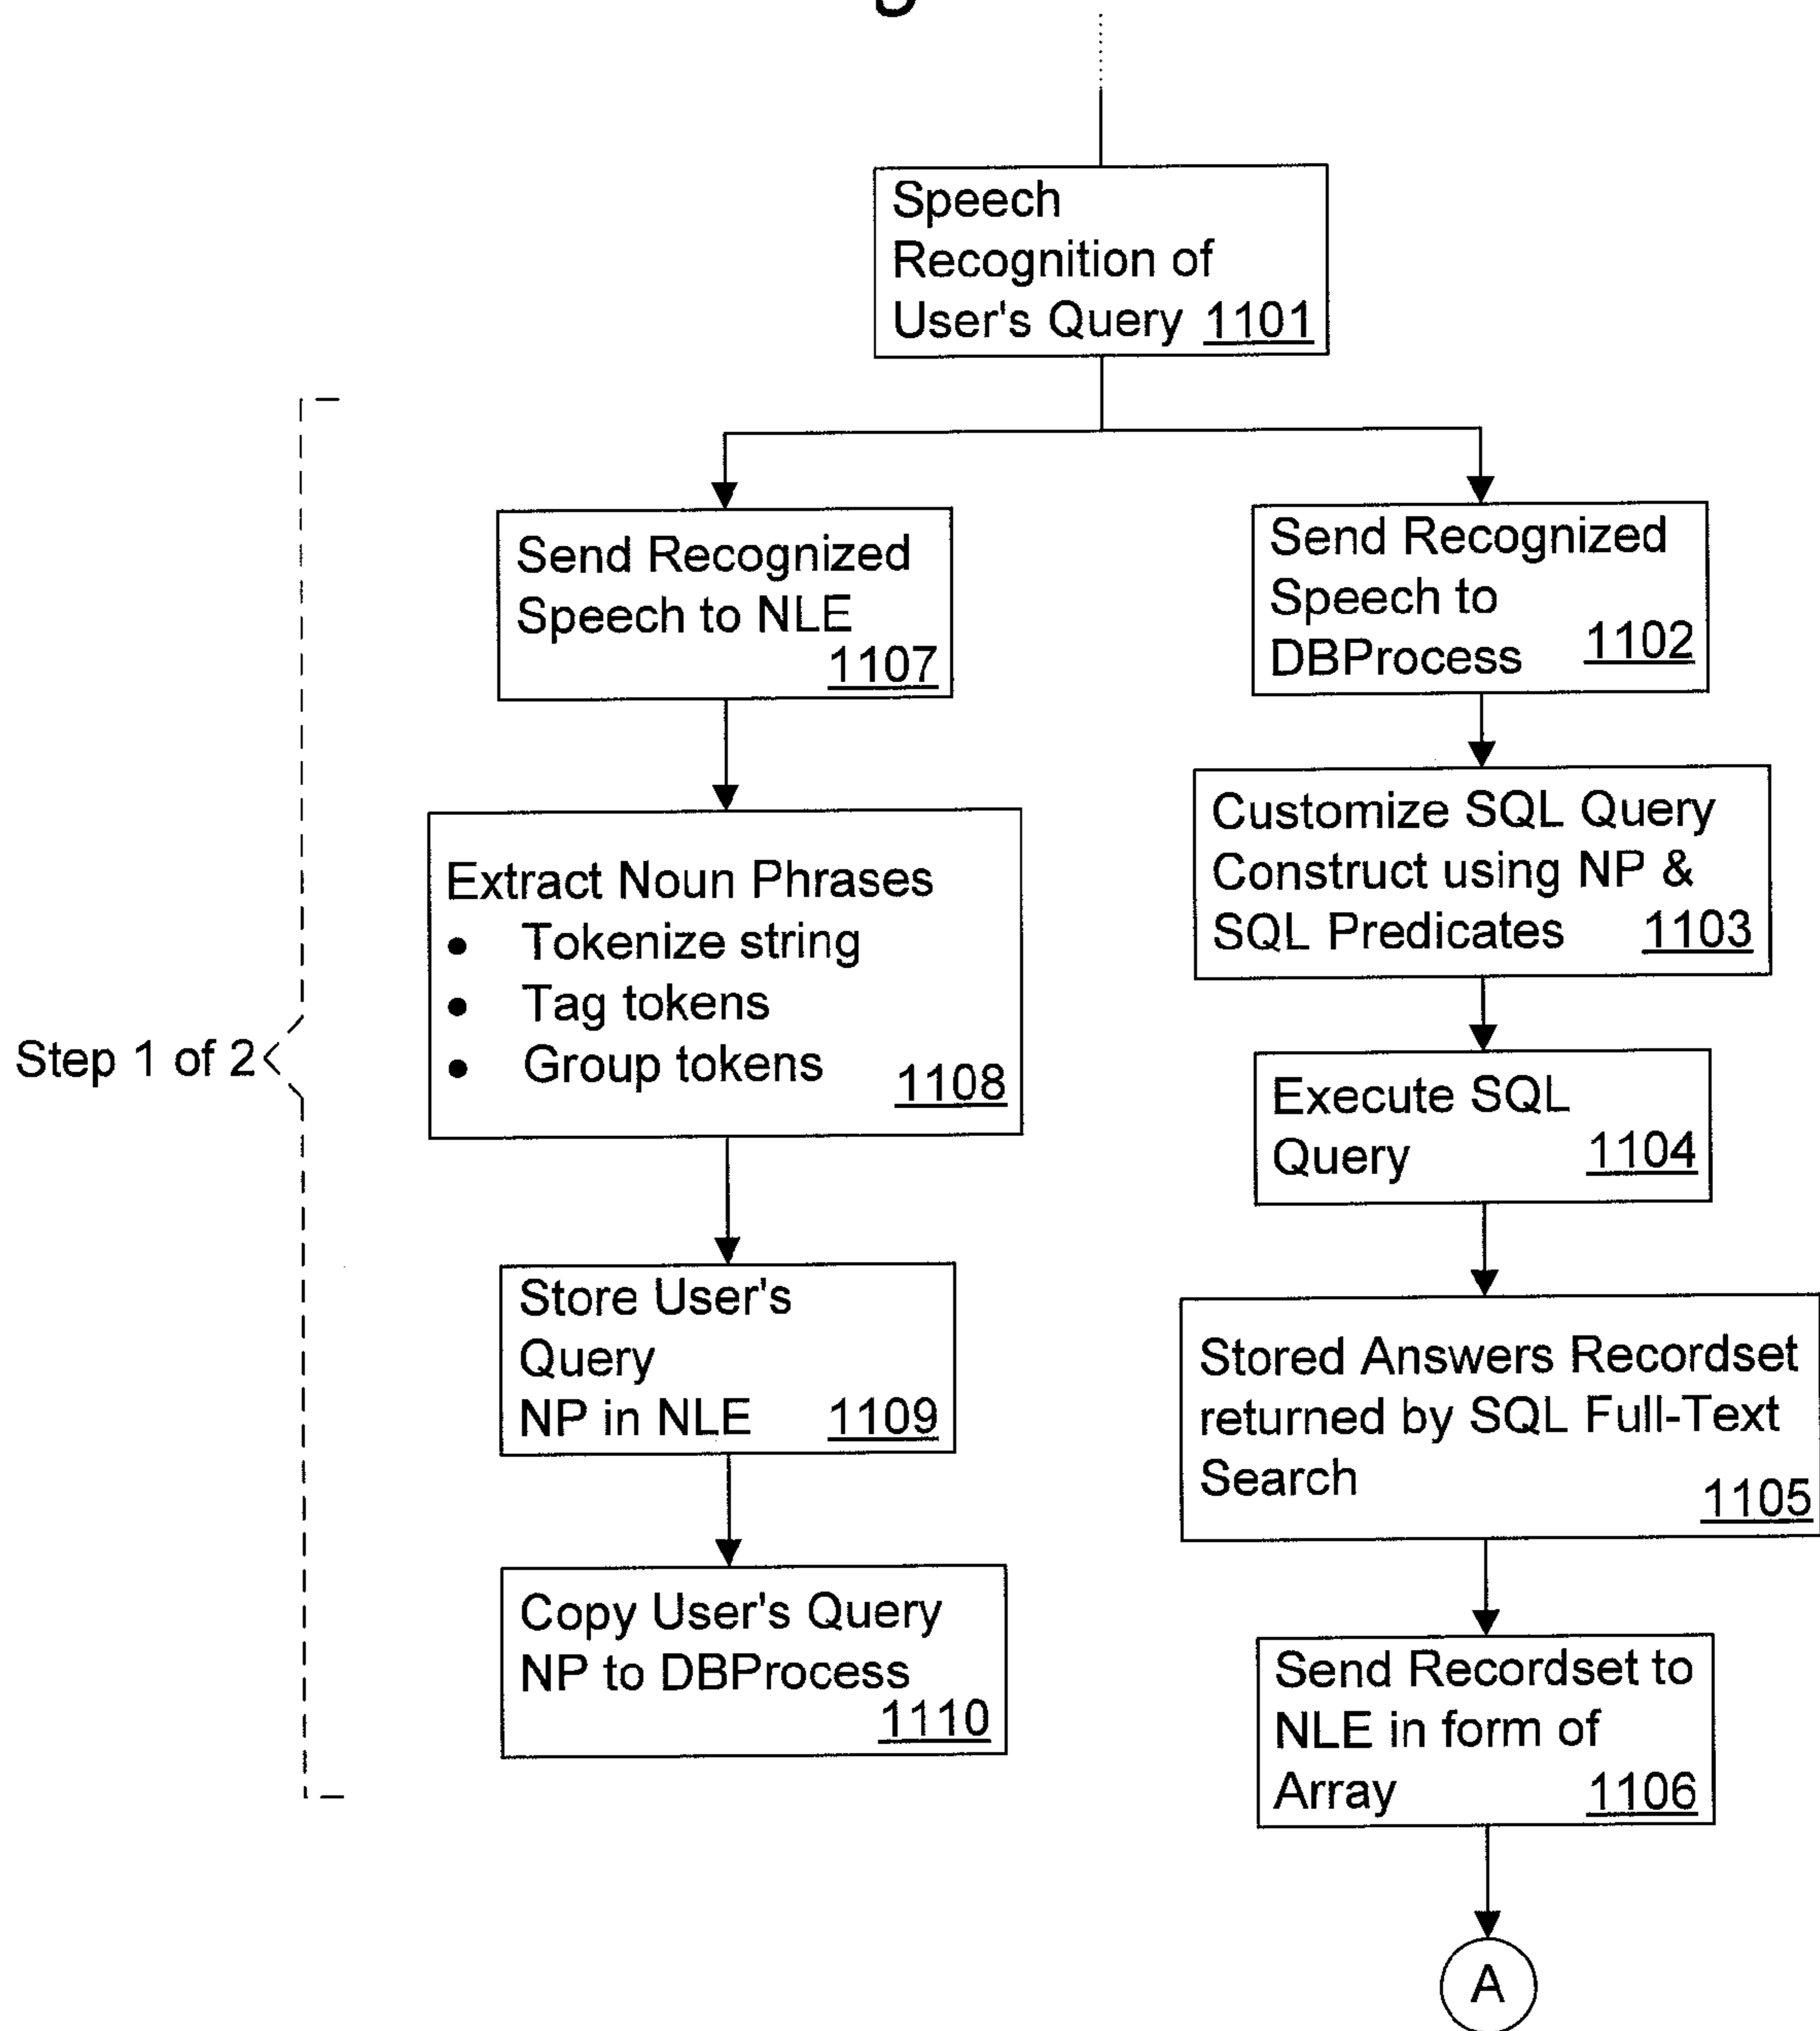 Speech
Recognition of
User's Query 1101
Send Recognized
Speech to NLE
1107
Send Recognized
Speech to
DBProcess 1102
Customize SQL Query
Construct using NP &
SQL Predicates 1103
Extract Noun Phrases
• Tokenize string
• Tag tokens
• Group tokens
1108
Step 1 of 2
Execute SQL
Query 1104
Store User's
Query
NP in NLE 1109
Stored Answers Recordset
returned by SQL Full-Text
Search
1105
Copy User's Query
NP to DBProcess
1110
Send Recordset to
NLE in form of
Array 1106
A